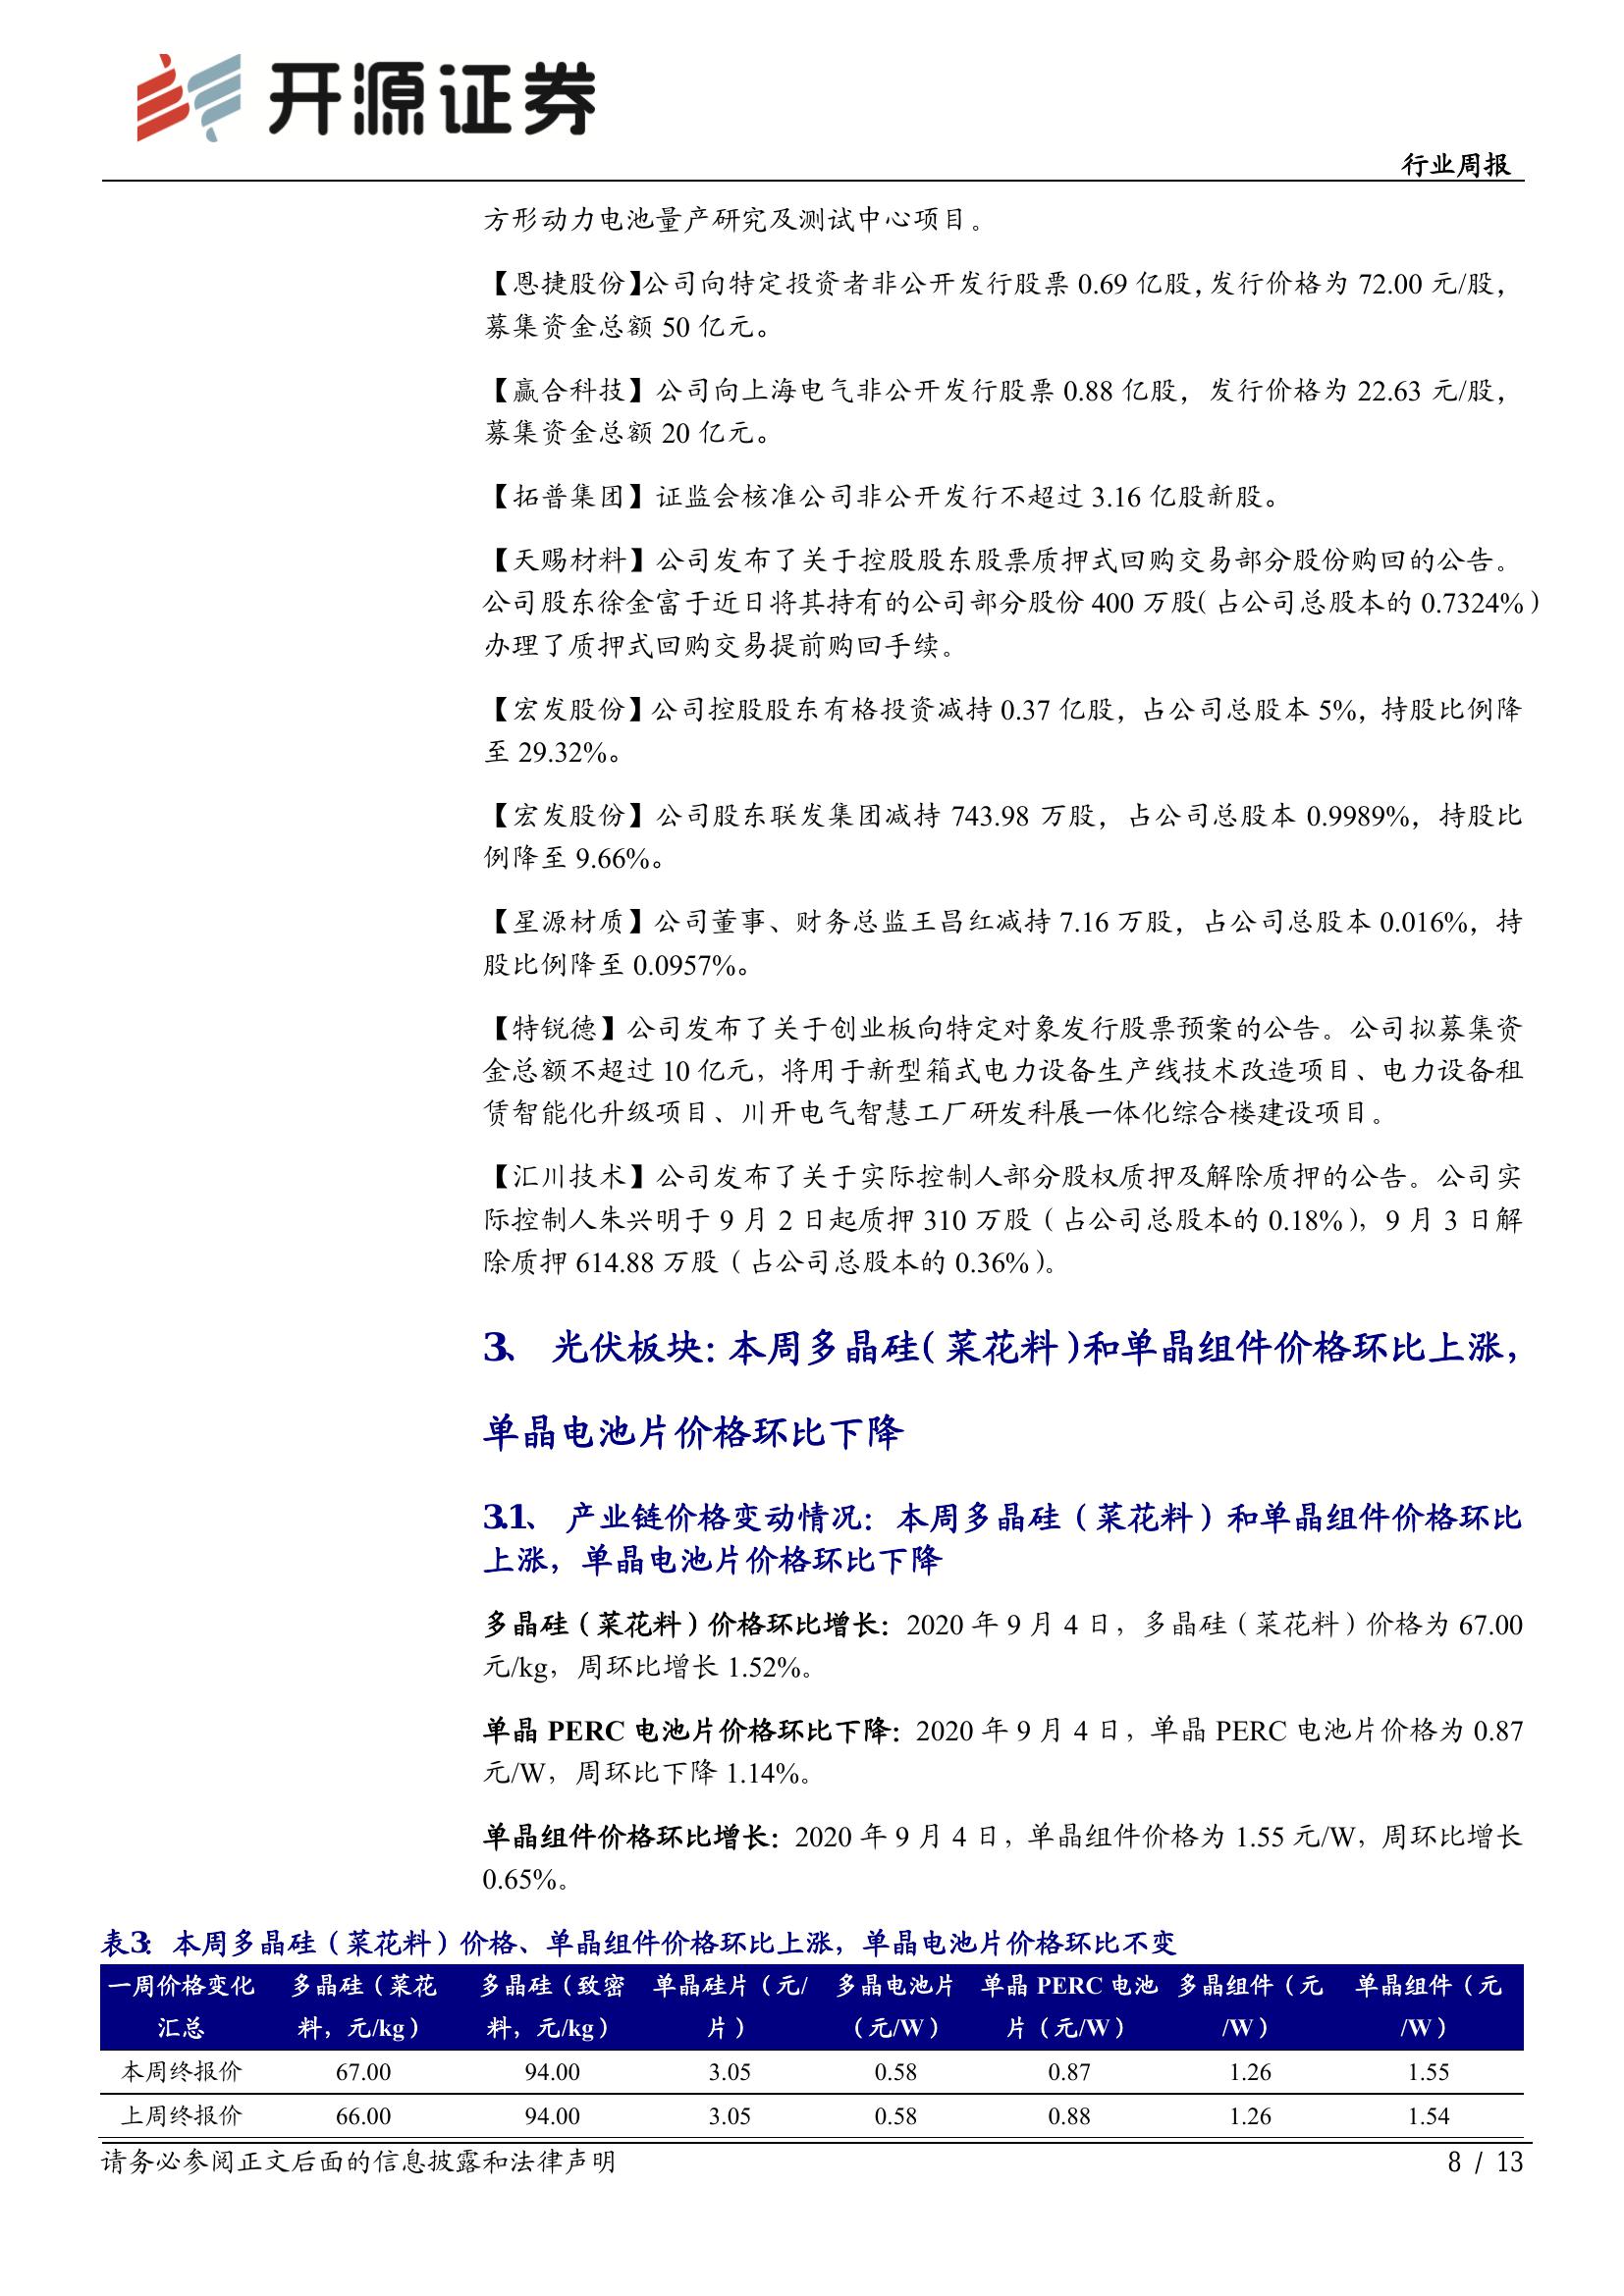 开源证券
行业周报
方形动力电池量产研究及测试中心项目。
【恩捷股份】公司向特定投资者非公开发行股票 0.69 亿股，发行价格为 72.00 元/股，
募集资金总额 50 亿元。
【赢合科技】公司向上海电气非公开发行股票 0.88 亿股，发行价格为 22.63 元/股，
募集资金总额 20 亿元。
【拓普集团】证监会核准公司非公开发行不超过 3.16 亿股新股。
【天赐材料】公司发布了关于控股股东股票质押式回购交易部分股份购回的公告。
公司股东徐金富于近日将其持有的公司部分股份 400 万股（占公司总股本的 0.7324%）
办理了质押式回购交易提前购回手续。
【宏发股份】公司控股股东有格投资减持 0.37 亿股，占公司总股本 5%，持股比例降
至 29.32%。
【宏发股份】公司股东联发集团减持 743.98 万股，占公司总股本 0.9989%，持股比
例降至 9.66%。
【星源材质】公司董事、财务总监王昌红减持 7.16 万股，占公司总股本 0.016%，持
股比例降至 0.0957%。
【特锐德】公司发布了关于创业板向特定对象发行股票预案的公告。公司拟募集资
金总额不超过 10 亿元，将用于新型箱式电力设备生产线技术改造项目、电力设备租
赁智能化升级项目、川开电气智慧工厂研发科展一体化综合楼建设项目。
【汇川技术】公司发布了关于实际控制人部分股权质押及解除质押的公告。公司实
际控制人朱兴明于 9 月 2 日起质押 310 万股（占公司总股本的 0.18%），9 月 3 日解
除质押 614.88 万股（占公司总股本的 0.36%）。
3、 光伏板块：本周多晶硅（菜花料）和单晶组件价格环比上涨，
单晶电池片价格环比下降
3.1、 产业链价格变动情况：本周多晶硅（菜花料）和单晶组件价格环比
上涨，单晶电池片价格环比下降
多晶硅（菜花料）价格环比增长：2020 年 9 月 4 日，多晶硅（菜花料）价格为 67.00
元/kg，周环比增长 1.52%。
单晶 PERC 电池片价格环比下降：2020 年 9 月 4 日，单晶 PERC 电池片价格为 0.87
元/W，周环比下降 1.14%。
单晶组件价格环比增长：2020 年 9 月 4 日，单晶组件价格为 1.55 元/W，周环比增长
0.65%。
表3：本周多晶硅（菜花料）价格、单晶组件价格环比上涨，单晶电池片价格环比不变
一周价格变化 多晶硅（菜花 多晶硅（致密 单晶硅片（元/ 多晶电池片 单晶 PERC 电池 多晶组件（元 单晶组件（元
汇总 料，元/kg） 料，元/kg） 片） （元/W） 片（元/W） /W） /W）
本周终报价 67.00 94.00 3.05 0.58 0.87 1.26 1.55
上周终报价 66.00 94.00 3.05 0.58 0.88 1.26 1.54
请务必参阅正文后面的信息披露和法律声明 8 / 13